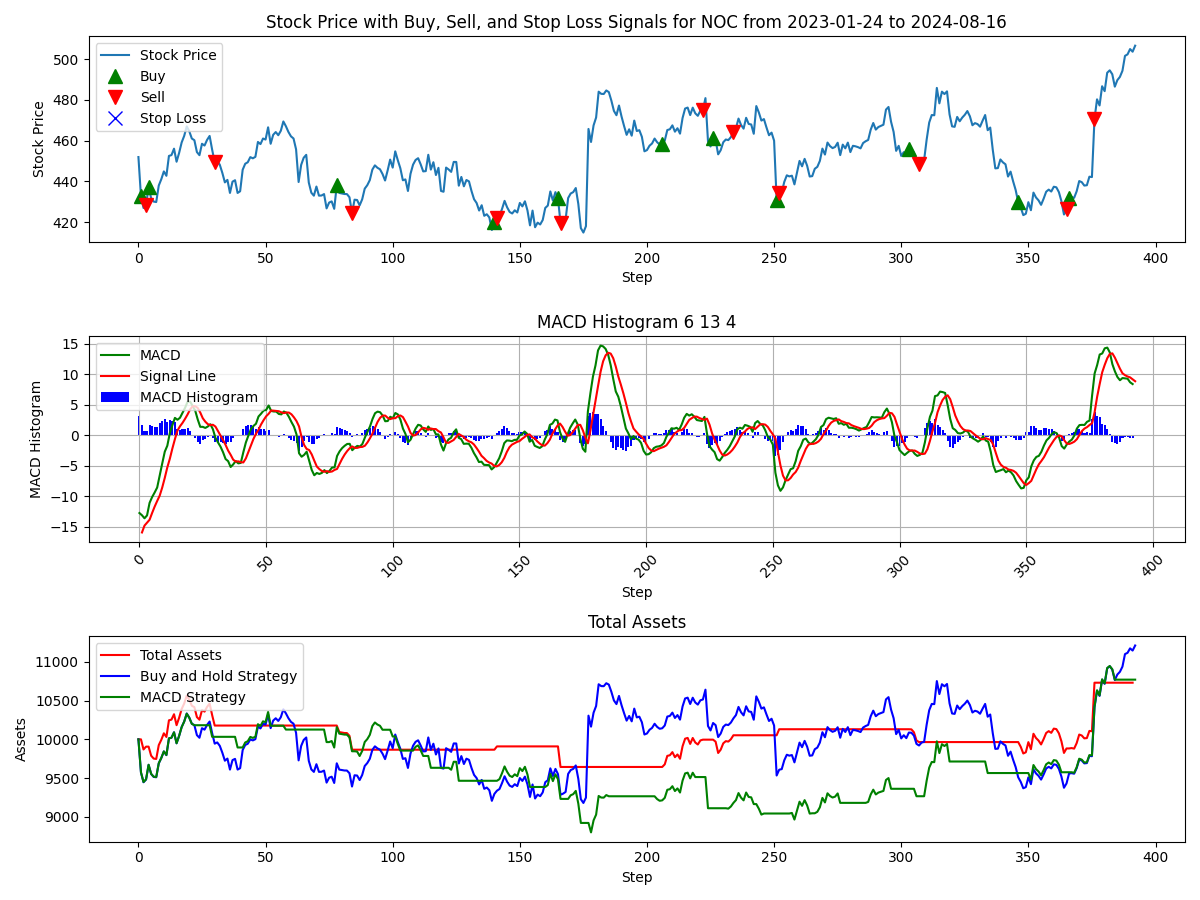 Stock Price with Buy, Sell, and Stop Loss Signals for NOC from 2023-01-24 to 2024-08-16
Stock Price
Buy
Sell
Stop Loss
Stock Price
500
480
460
440
420
0 50 100 150 200 250 300 350 400
Step
MACD Histogram 6 13 4
MACD
Signal Line
MACD Histogram
MACD Histogram
15
10
5
0
−5
−10
−15
0 50 100 150 200 250 300 350 400
Step
Total Assets
Total Assets
Buy and Hold Strategy
MACD Strategy
Assets
11000
10500
10000
9500
9000
0 50 100 150 200 250 300 350 400
Step